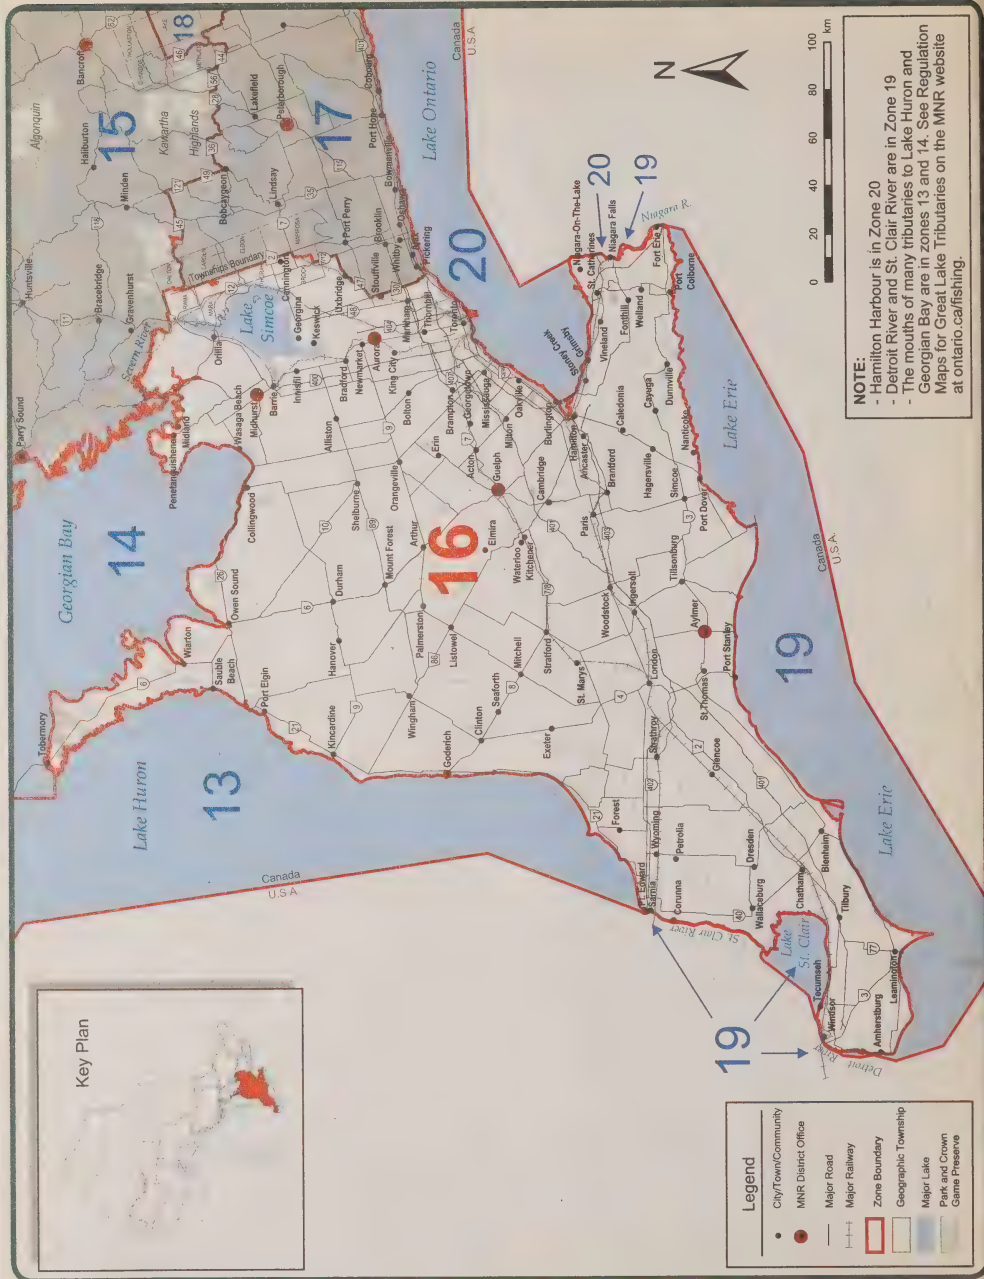 Key Plan
Legend
City/Town/Community
MNR District Office
Major Road
Major Railway
Zone Boundary
Geographic Township
Major Lake
Park and Crown
Game Preserve
NOTE:
- Hamilton Harbour is in Zone 20
- Detroit River and St. Clair River are in Zone 19
- The mouths of many tributaries to Lake Huron and
Georgian Bay are in zones 13 and 14. See Regulation
Maps for Great Lake Tributaries on the MNR website
at ontario.ca/fishing.
0 20 40 60 80 100
km
N
13
14
15
16
17
18
19
19
19
20
20
Lake Huron
Georgian Bay
Lake
Simcoe
Lake Ontario
Lake Erie
Lake Erie
Lake
St. Clair
St. Clair River
Detroit
River
Niagara R.
Severn River
Algonquin
Kawartha
Highlands
Townships Boundary
Canada
U.S.A
Canada
U.S.A.
Canada
U.S.A
Tobermory
Wiarton
Owen Sound
Sauble
Beach
Port Elgin
Kincardine
Hanover
Durham
Collingwood
Wasaga Beach
Midhurst
Barrie
Penetanguishene
Midland
Parry Sound
Huntsville
Bracebridge
Gravenhurst
Orillia
Minden
Haliburton
Bancroft
Lakefield
Peterborough
Bobcaygeon
Lindsay
Cannington
Port Perry
Uxbridge
Stouffville
Brooklin
Whitby
Oshawa
Ajax
Pickering
Bowmanville
Port Hope
Cobourg
Georgina
Keswick
Innisfil
Bradford
Newmarket
Aurora
King City
Markham
Thornhill
Toronto
Alliston
Bolton
Brampton
Georgetown
Mississauga
Oakville
Milton
Burlington
Erin
Acton
Guelph
Orangeville
Shelburne
Arthur
Mount Forest
Palmerston
Listowel
Elmira
Waterloo
Kitchener
Cambridge
Wingham
Goderich
Clinton
Seaforth
Mitchell
Stratford
Exeter
St. Marys
Paris
Brantford
Woodstock
Ingersoll
London
Hamilton
Ancaster
Stoney Creek
Grimsby
Caledonia
Cayuga
Hagersville
Dunnville
Nanticoke
Simcoe
Port Dover
Tillsonburg
Aylmer
Port Stanley
St.Thomas
Strathroy
Glencoe
Vineland
St. Catharines
Niagara-On-The-Lake
Niagara Falls
Fonthill
Welland
Fort Erie
Port
Colborne
Forest
Wyoming
Petrolia
Pt. Edward
Sarnia
Corunna
Dresden
Wallaceburg
Chatham
Blenheim
Tilbury
Tecumseh
Windsor
Amherstburg
Leamington